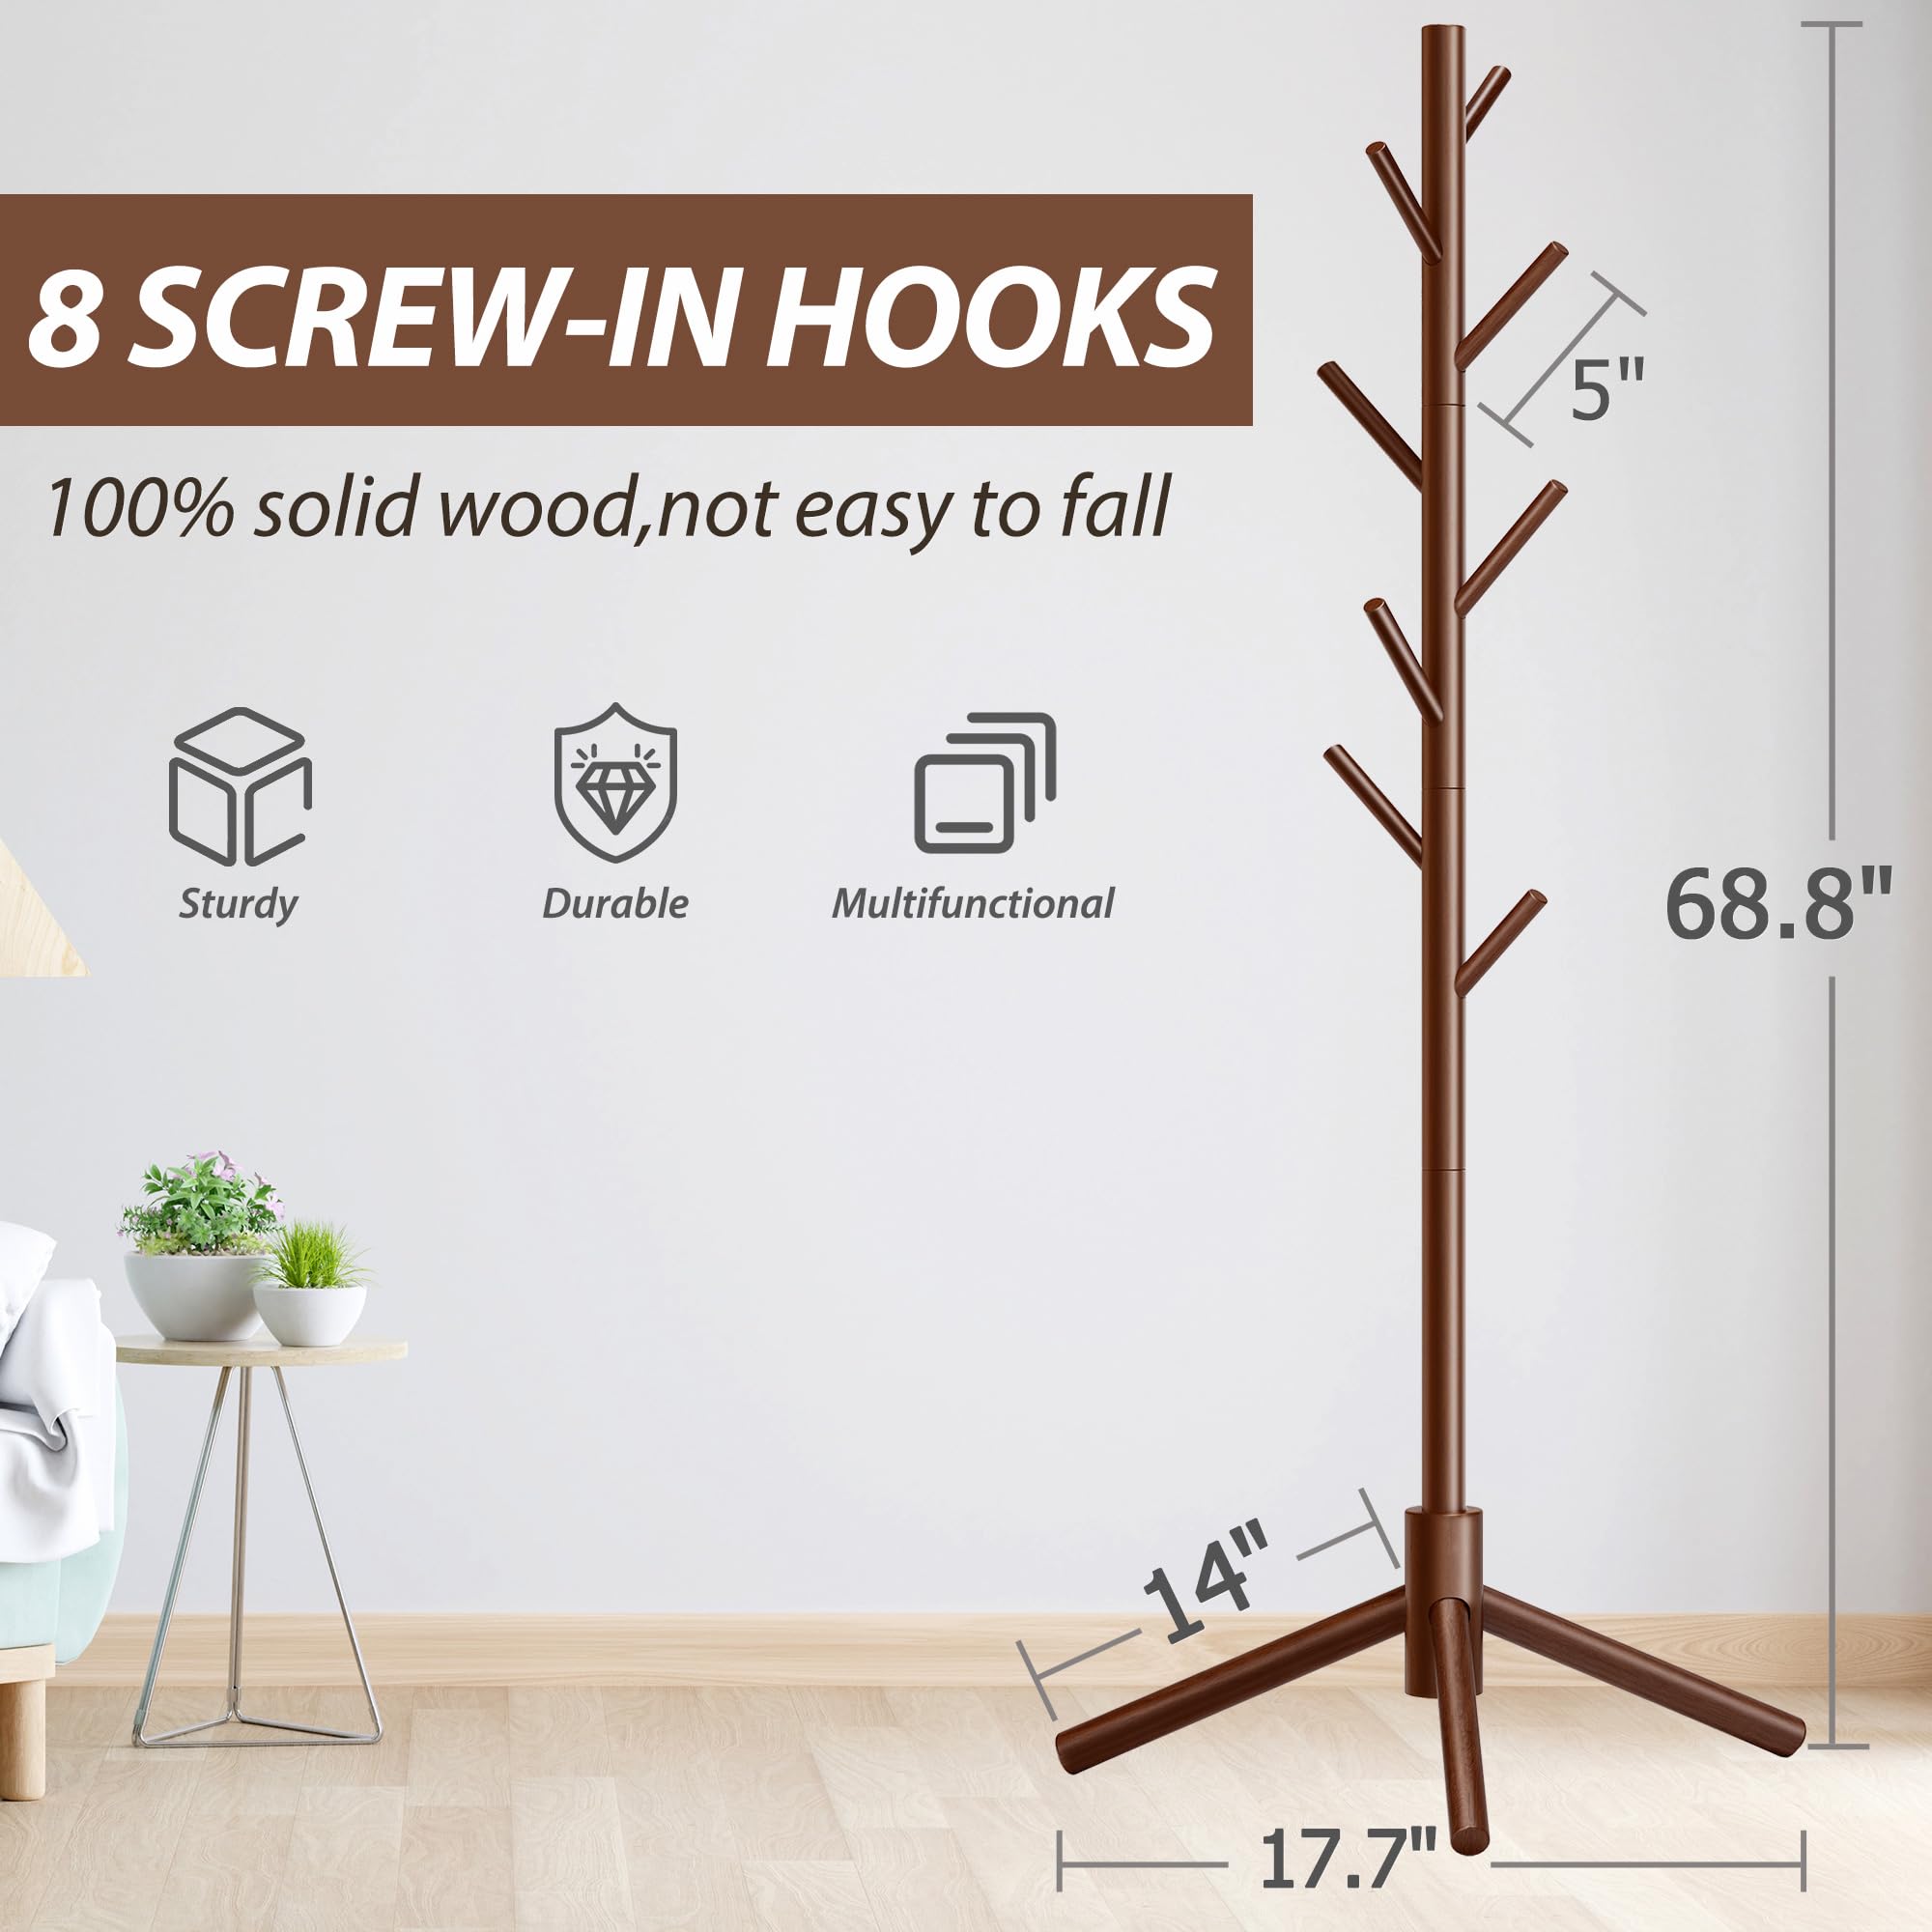 8 SCREW-IN HOOKS
100% solid wood,not easy to fall
Sturdy
Durable
Multifunctional
5"
68.8"
14"
17.7"